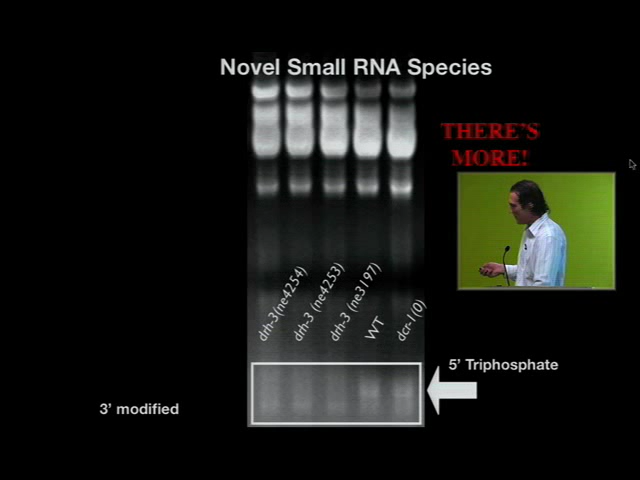 Novel Small RNA Species
THERE'S
MORE!
drh-3(ne4254)
drh-3 (ne4253)
drh-3 (ne3197)
WT
dcr-1(0)
5' Triphosphate
3' modified